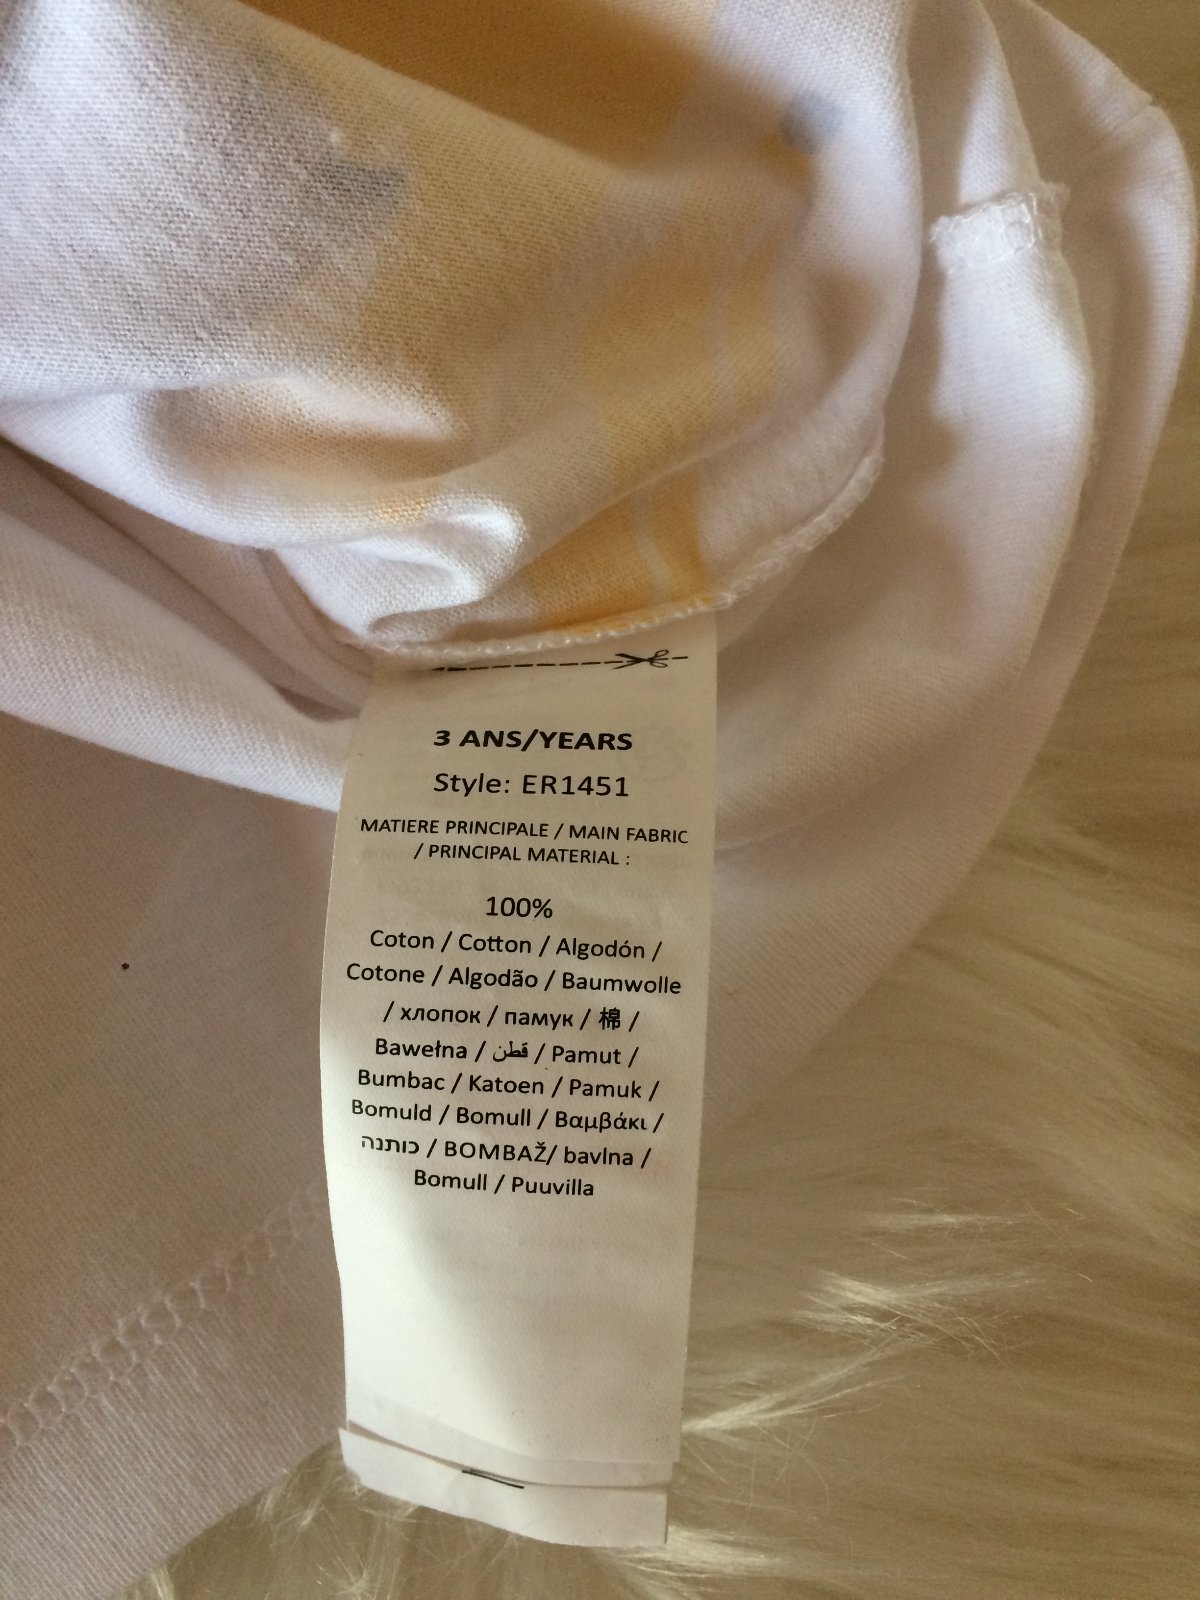 3 ANS/YEARS
Style: ER1451
MATIERE PRINCIPALE / MAIN FABRIC
/ PRINCIPAL MATERIAL :
100%
Coton / Cotton / Algodón /
Cotone / Algodão / Baumwolle
/ хлопок / памук / 棉 /
Bawełna / قطن / Pamut /
Bumbac / Katoen / Pamuk /
Bomuld / Bomull / Βαμβάκι /
כותנה / BOMBAŽ/ bavlna /
Bomull / Puuvilla